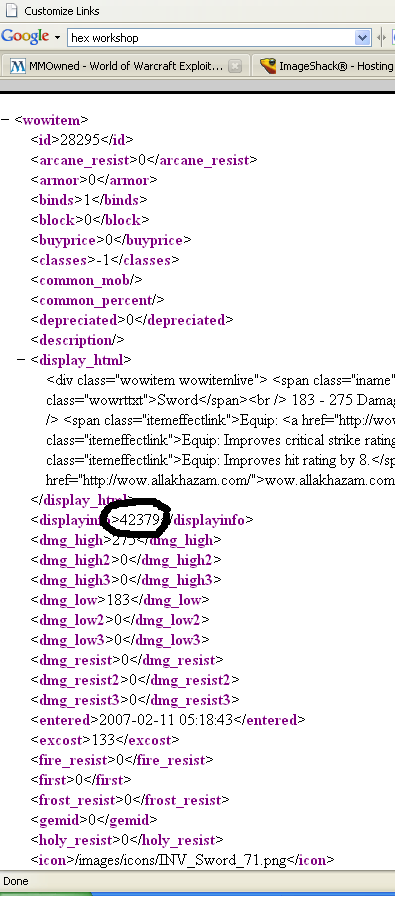 Customize Links
Google hex workshop
MMOwned - World of Warcraft Exploit... ImageShack® - Hosting
− <wowitem>
<id>28295</id>
<arcane_resist>0</arcane_resist>
<armor>0</armor>
<binds>1</binds>
<block>0</block>
<buyprice>0</buyprice>
<classes>-1</classes>
<common_mob/>
<common_percent/>
<depreciated>0</depreciated>
<description/>
− <display_html>
<div class="wowitem wowitemlive"> <span class="iname"
class="wowrttxt">Sword</span><br /> 183 - 275 Damag
/> <span class="itemeffectlink">Equip: <a href="http://wow
class="itemeffectlink">Equip: Improves critical strike rating
class="itemeffectlink">Equip: Improves hit rating by 8.</sp
href="http://wow.allakhazam.com/">wow.allakhazam.com
</display_html>
<displayinfo>42379</displayinfo>
<dmg_high>275</dmg_high>
<dmg_high2>0</dmg_high2>
<dmg_high3>0</dmg_high3>
<dmg_low>183</dmg_low>
<dmg_low2>0</dmg_low2>
<dmg_low3>0</dmg_low3>
<dmg_resist>0</dmg_resist>
<dmg_resist2>0</dmg_resist2>
<dmg_resist3>0</dmg_resist3>
<entered>2007-02-11 05:18:43</entered>
<excost>133</excost>
<fire_resist>0</fire_resist>
<first>0</first>
<frost_resist>0</frost_resist>
<gemid>0</gemid>
<holy_resist>0</holy_resist>
<icon>/images/icons/INV_Sword_71.png</icon>
Done